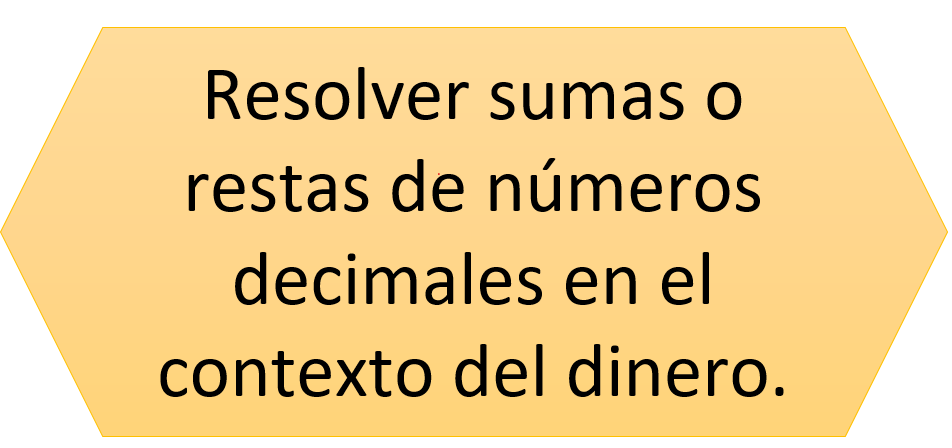 Resolver sumas o
restas de números
decimales en el
contexto del dinero.